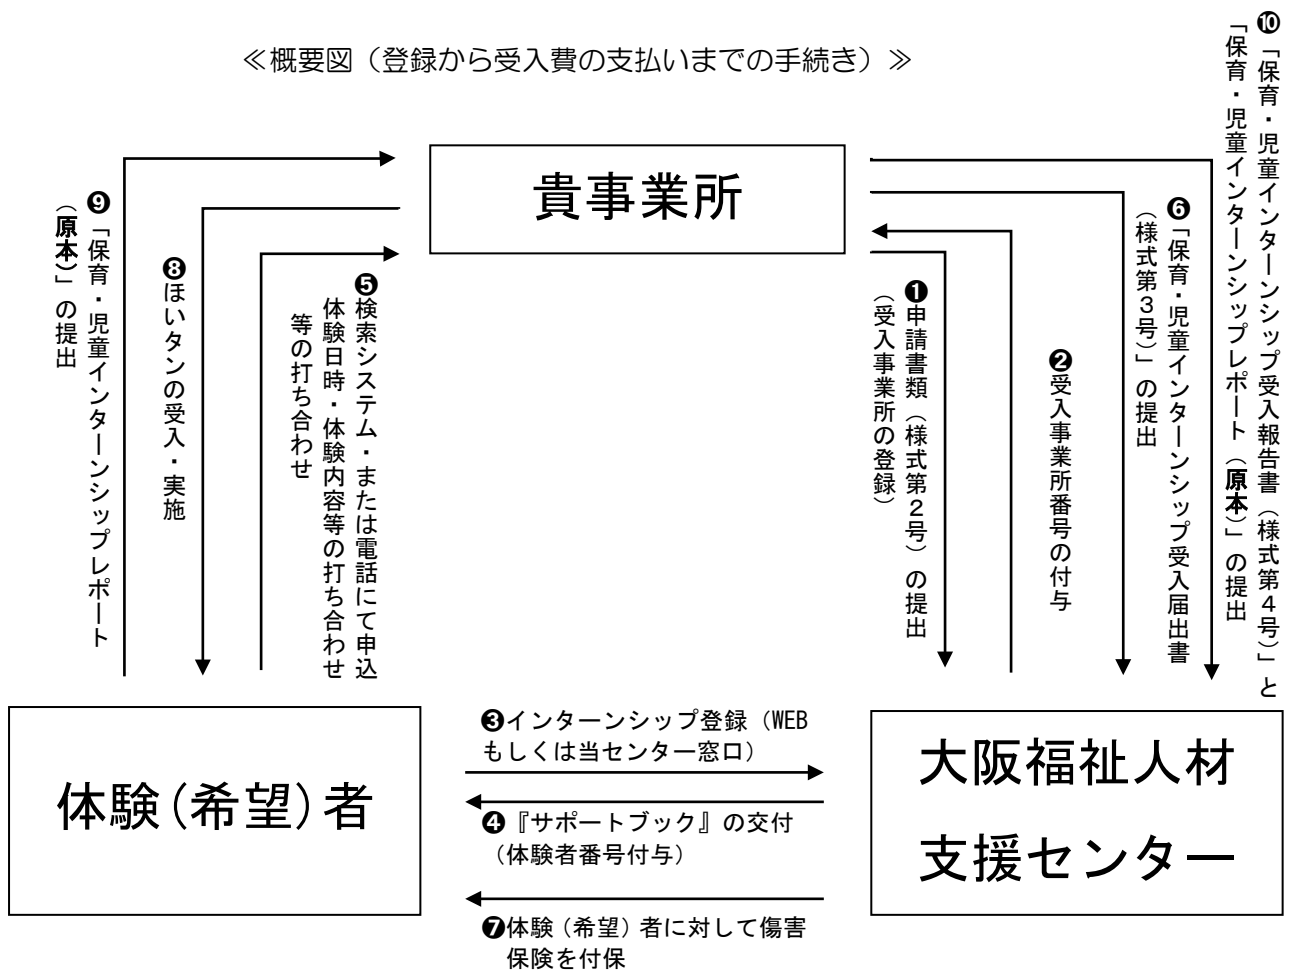 ≪概要図（登録から受入費の支払いまでの手続き）≫
貴事業所
❶申請書類（様式第２号）の提出
（受入事業所の登録）
❷受入事業所番号の付与
❸インターンシップ登録（WEB
もしくは当センター窓口）
❹『サポートブック』の交付
（体験者番号付与）
❺検索システム・または電話にて申込
体験日時・体験内容等の打ち合わせ
等の打ち合わせ
❻「保育・児童インターンシップ受入届出書
（様式第３号）」の提出
❼体験（希望）者に対して傷害
保険を付保
❽ほいタンの受入・実施
❾「保育・児童インターンシップレポート
（原本）」の提出
❿「保育・児童インターンシップ受入報告書（様式第４号）」と
「保育・児童インターンシップレポート（原本）」の提出
体験(希望)者
大阪福祉人材
支援センター